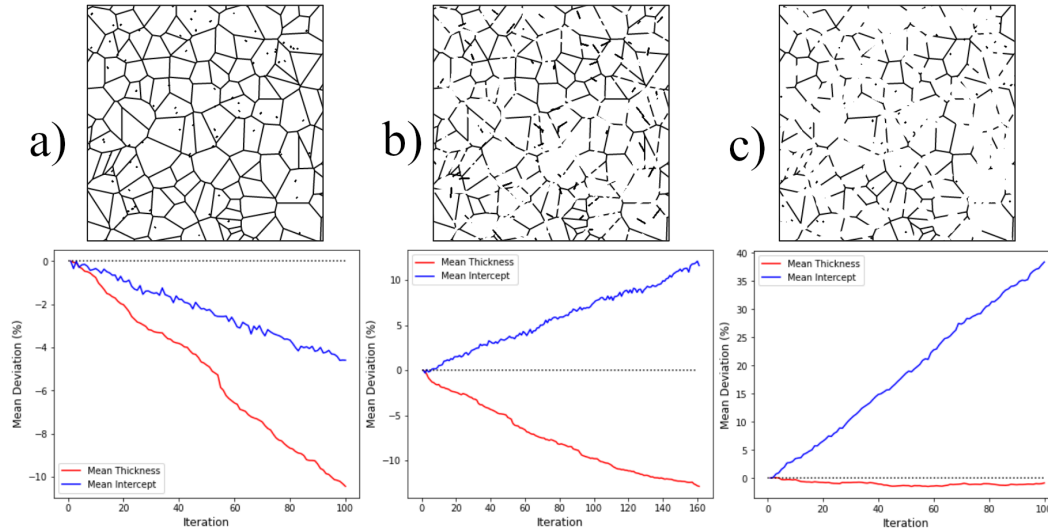 a)
b)
c)
0
−2
−4
−6
−8
−10
Mean Deviation (%)
Mean Thickness
Mean Intercept
0 20 40 60 80 100
Iteration
10
5
0
−5
−10
Mean Deviation (%)
Mean Thickness
Mean Intercept
0 20 40 60 80 100 120 140 160
Iteration
40
35
30
25
20
15
10
5
0
Mean Deviation (%)
Mean Thickness
Mean Intercept
0 20 40 60 80 100
Iteration